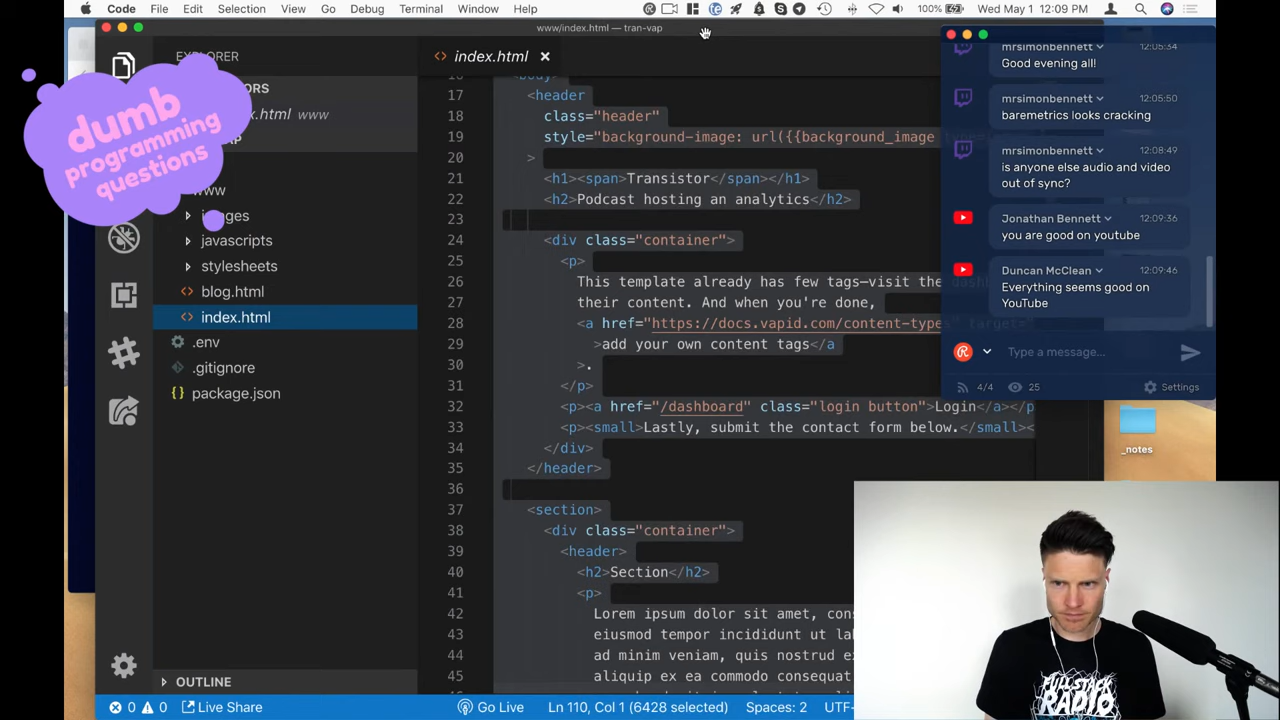 Code File Edit Selection View Go Debug Terminal Window Help 100% Wed May 1 12:09 PM
www/index.html — tran-vap
EXPLORER
index.html
dumb
programming
questions
www
images
javascripts
stylesheets
blog.html
index.html
.env
.gitignore
package.json
OUTLINE
17 <header
18 class="header"
19 style="background-image: url({{background_image
20 >
21 <h1><span>Transistor</span></h1>
22 <h2>Podcast hosting an analytics</h2>
23
24 <div class="container">
25 <p>
26 This template already has few tags—visit the
27 their content. And when you're done,
28 <a href="https://docs.vapid.com/content-types
29 >add your own content tags</a
30 >.
31 </p>
32 <p><a href="/dashboard" class="login button">Login</a></p
33 <p><small>Lastly, submit the contact form below.</small><
34 </div>
35 </header>
36
37 <section>
38 <div class="container">
39 <header>
40 <h2>Section</h2>
41 <p>
42 Lorem ipsum dolor sit amet, cons
43 eiusmod tempor incididunt ut la
44 ad minim veniam, quis nostrud ex
45 aliquip ex ea commodo consequat
mrsimonbennett 12:05:34
Good evening all!
mrsimonbennett 12:05:50
baremetrics looks cracking
mrsimonbennett 12:08:49
is anyone else audio and video
out of sync?
Jonathan Bennett 12:09:36
you are good on youtube
Duncan McClean 12:09:46
Everything seems good on
YouTube
Type a message...
4/4 25 Settings
_notes
FULL STACK
RADIO
0 0 Live Share Go Live Ln 110, Col 1 (6428 selected) Spaces: 2 UTF-